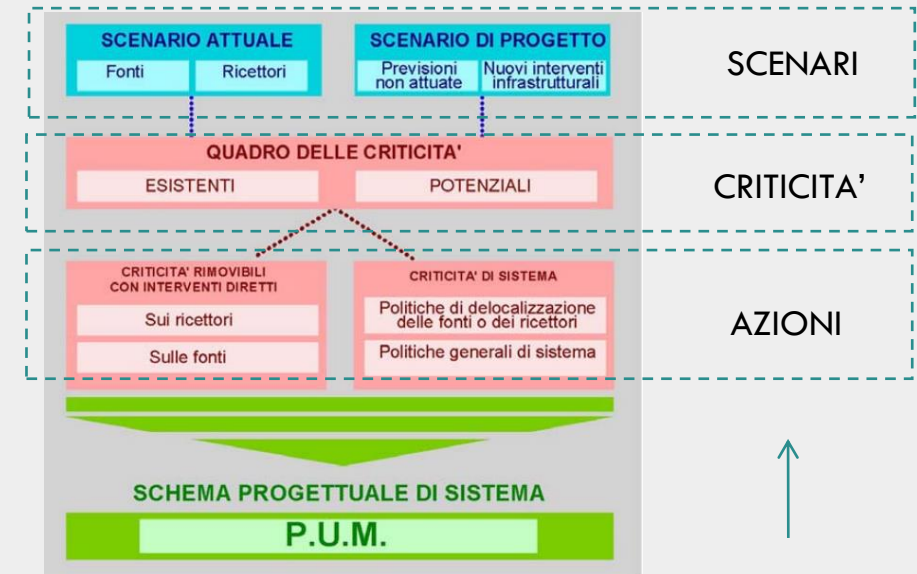 SCENARIO ATTUALE
Fonti
Ricettori
SCENARIO DI PROGETTO
Previsioni
non attuate
Nuovi interventi
infrastrutturali
SCENARI
QUADRO DELLE CRITICITA'
ESISTENTI
POTENZIALI
CRITICITA'
CRITICITA' RIMOVIBILI
CON INTERVENTI DIRETTI
Sui ricettori
Sulle fonti
CRITICITA' DI SISTEMA
Politiche di delocalizzazione
delle fonti o dei ricettori
Politiche generali di sistema
AZIONI
SCHEMA PROGETTUALE DI SISTEMA
P.U.M.